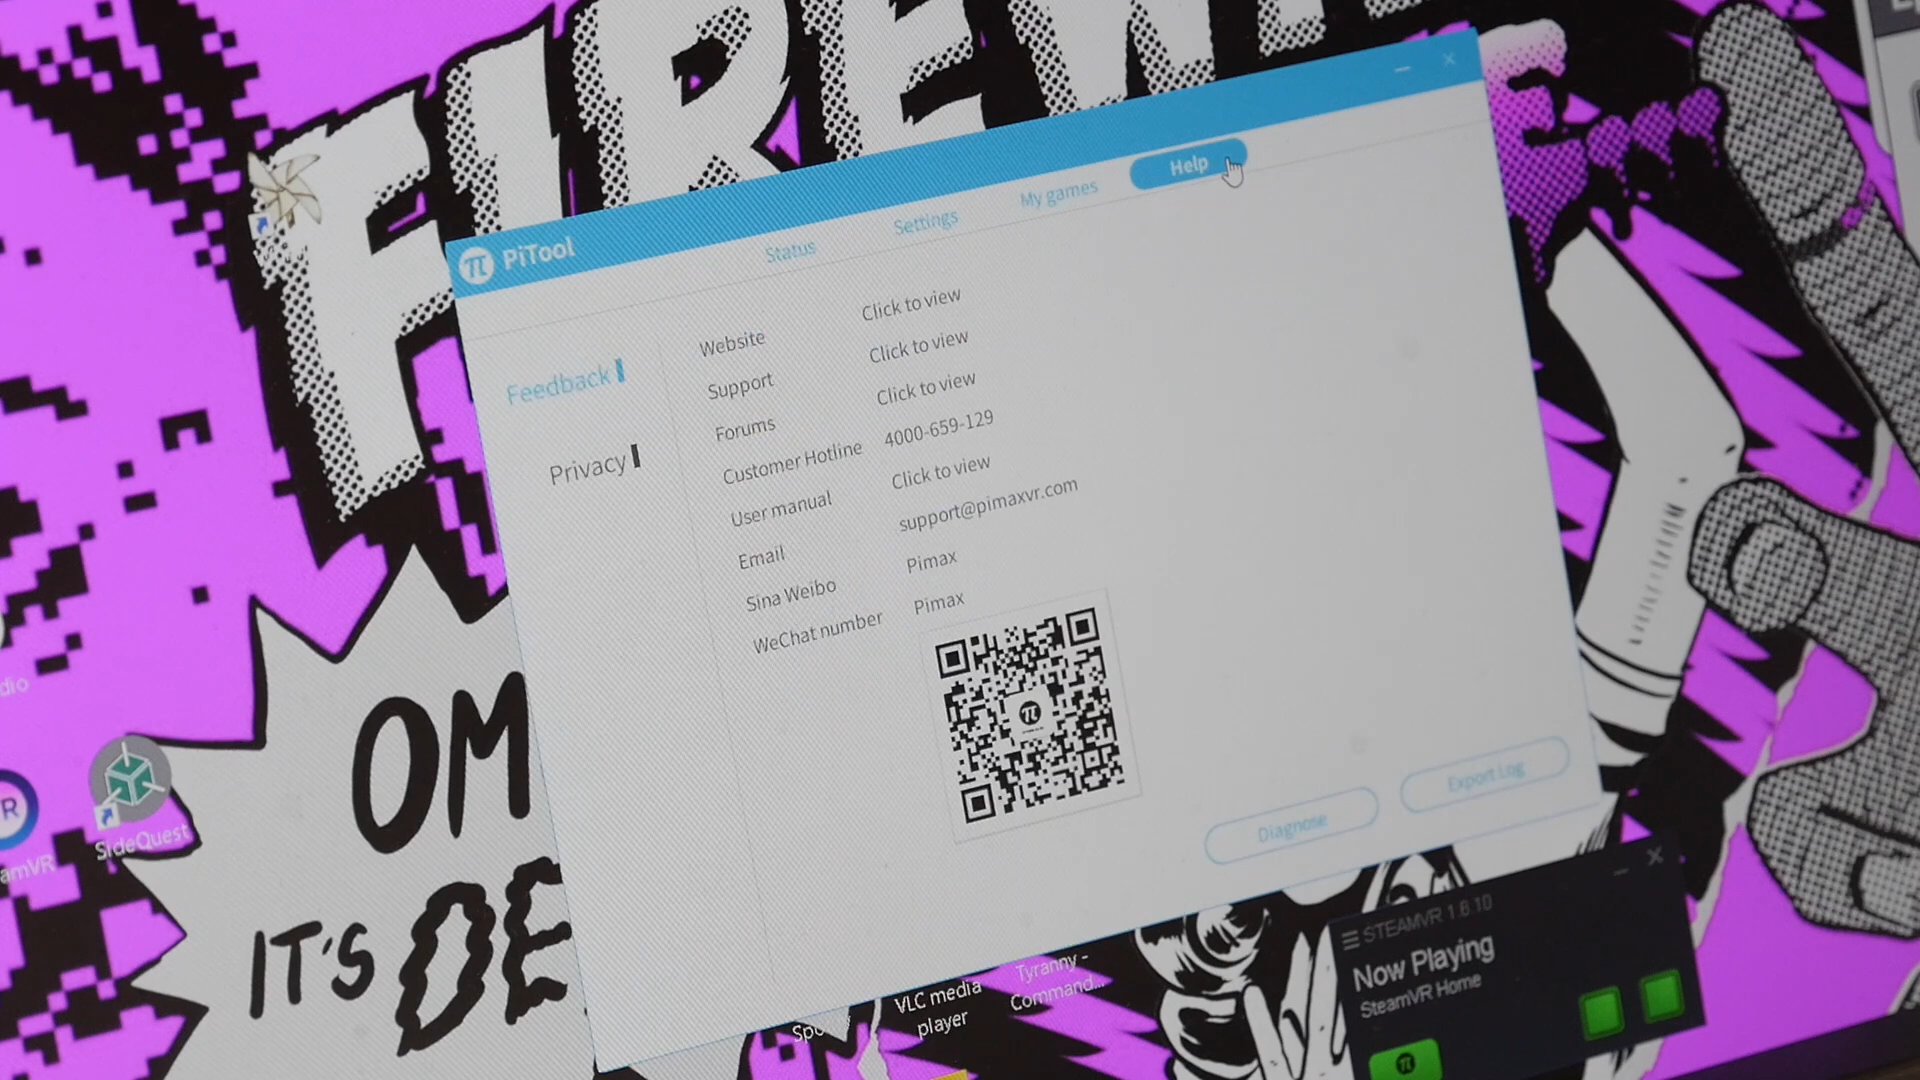 PiTool
Status
Settings
My games
Help
Feedback
Privacy
Website Click to view
Support Click to view
Forums Click to view
Customer Hotline 4000-659-129
User manual Click to view
Email support@pimaxvr.com
Sina Weibo Pimax
WeChat number Pimax
Diagnose
Export Log
SideQuest
OM
IT'S DE
VLC media
player
Tyranny -
Command...
STEAMVR 1.6.10
Now Playing
SteamVR Home